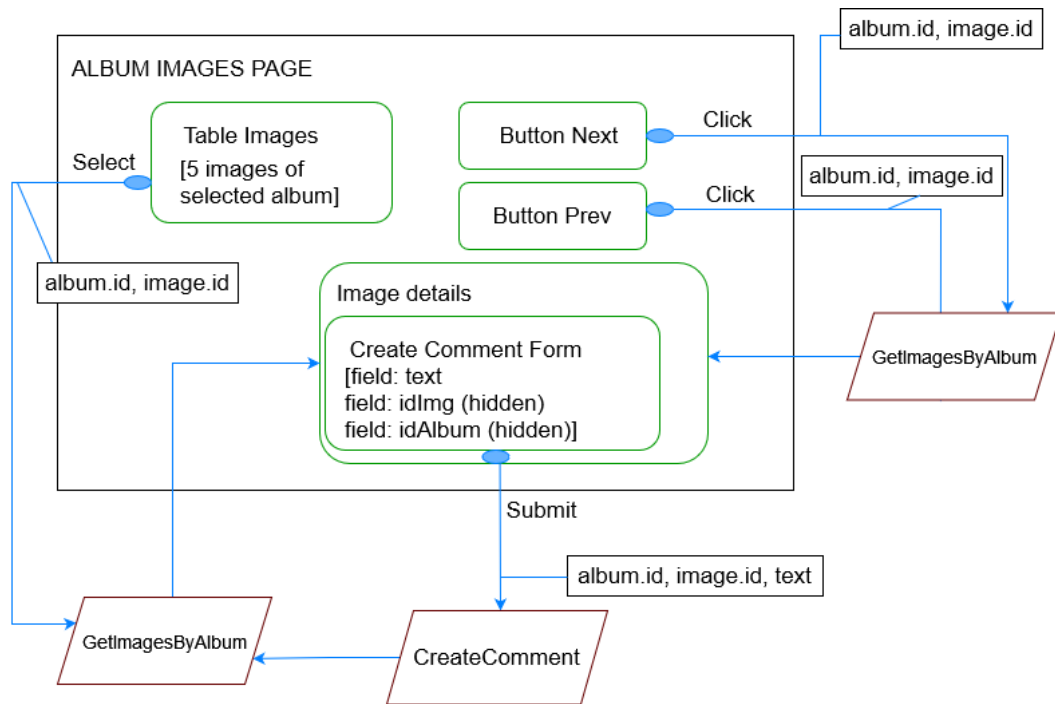 album.id, image.id
ALBUM IMAGES PAGE
Table Images
[5 images of
selected album]
Select
Button Next
Click
Button Prev
Click
album.id, image.id
album.id, image.id
Image details
Create Comment Form
[field: text
field: idImg (hidden)
field: idAlbum (hidden)]
GetImagesByAlbum
Submit
album.id, image.id, text
GetImagesByAlbum
CreateComment